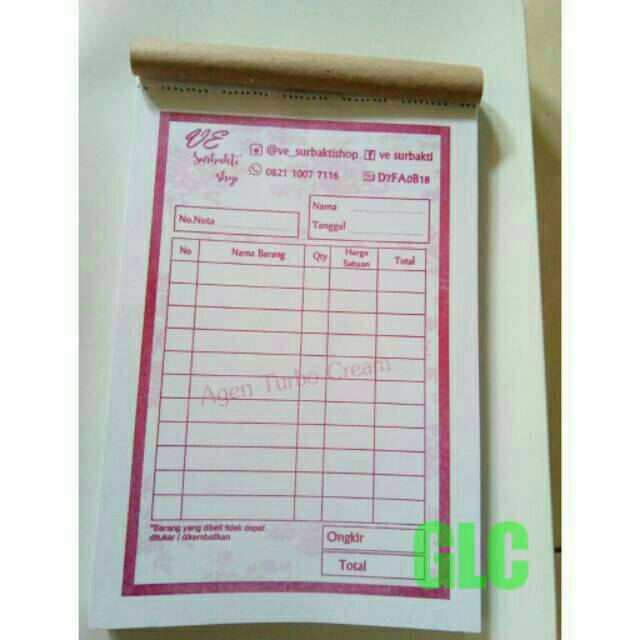 VE
Surbakti
shop
@ve_surbaktishop ve surbakti
0821 1007 7116 D7FA0B18
No.Nota
Nama
Tanggal
No Nama Barang Qty Harga Satuan Total
Agen Turbo Cream
*Barang yang dibeli tidak dapat
ditukar / dikembalikan
Ongkir
Total
GLC